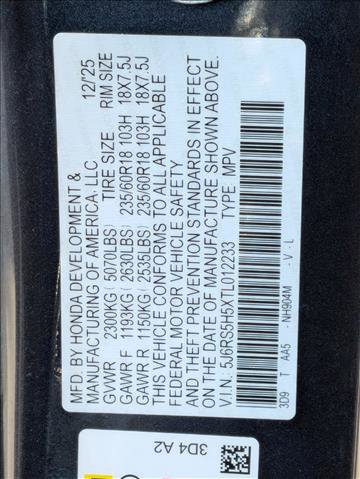 MFD. BY HONDA DEVELOPMENT &
MANUFACTURING OF AMERICA, LLC 12/'25
GVWR 2300KG ( 5070LBS) TIRE SIZE RIM SIZE
GAWR F 1193KG ( 2630LBS) 235/60R18 103H 18X7.5J
GAWR R 1150KG ( 2535LBS) 235/60R18 103H 18X7.5J
THIS VEHICLE CONFORMS TO ALL APPLICABLE
FEDERAL MOTOR VEHICLE SAFETY AND
THEFT PREVENTION STANDARDS IN EFFECT
ON THE DATE OF MANUFACTURE SHOWN ABOVE.
V.I.N. 5J6RS5H5XTL012233 TYPE MPV
3D9 T AA5 - NH904M - V - L
3D4 A2